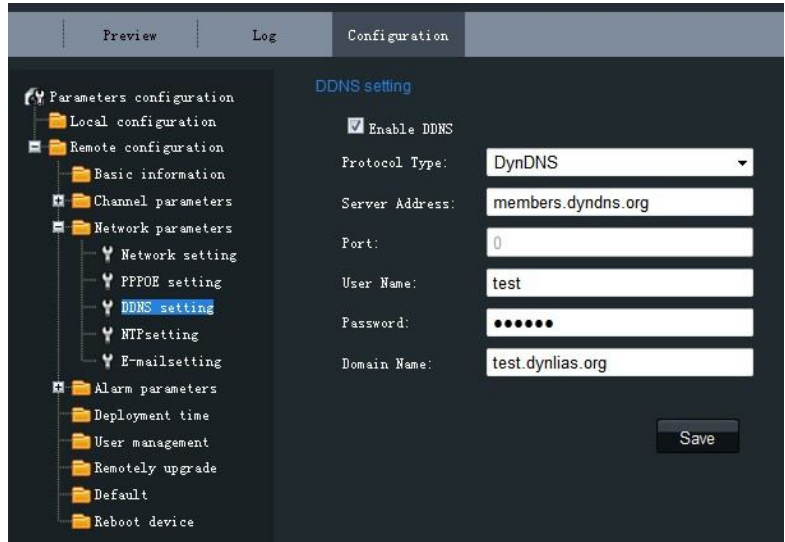 Preview Log Configuration
Parameters configuration
Local configuration
Remote configuration
Basic information
Channel parameters
Network parameters
Network setting
PPPOE setting
DDNS setting
NTPsetting
E-mailsetting
Alarm parameters
Deployment time
User management
Remotely upgrade
Default
Reboot device
DDNS setting
Enable DDNS
Protocol Type: DynDNS
Server Address: members.dyndns.org
Port: 0
User Name: test
Password: ●●●●●●
Domain Name: test.dynlias.org
Save